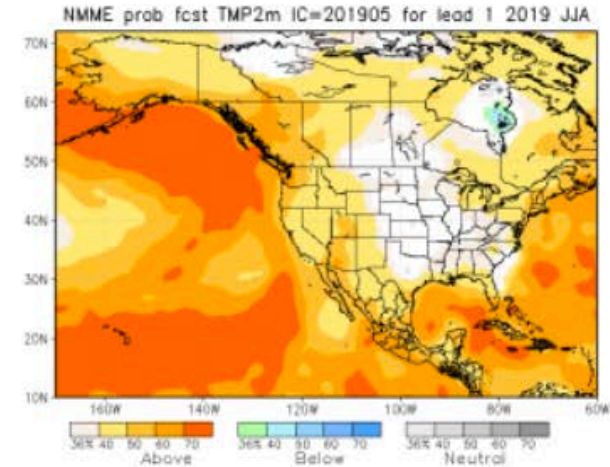 NMME prob fcst TMP2m IC=201905 for lead 1 2019 JJA
70N
60N
50N
40N
30N
20N
10N
160W 140W 120W 100W 80W 60W
36% 40 50 60 70 36% 40 50 60 70 36% 40 50 60 70
Above Below Neutral